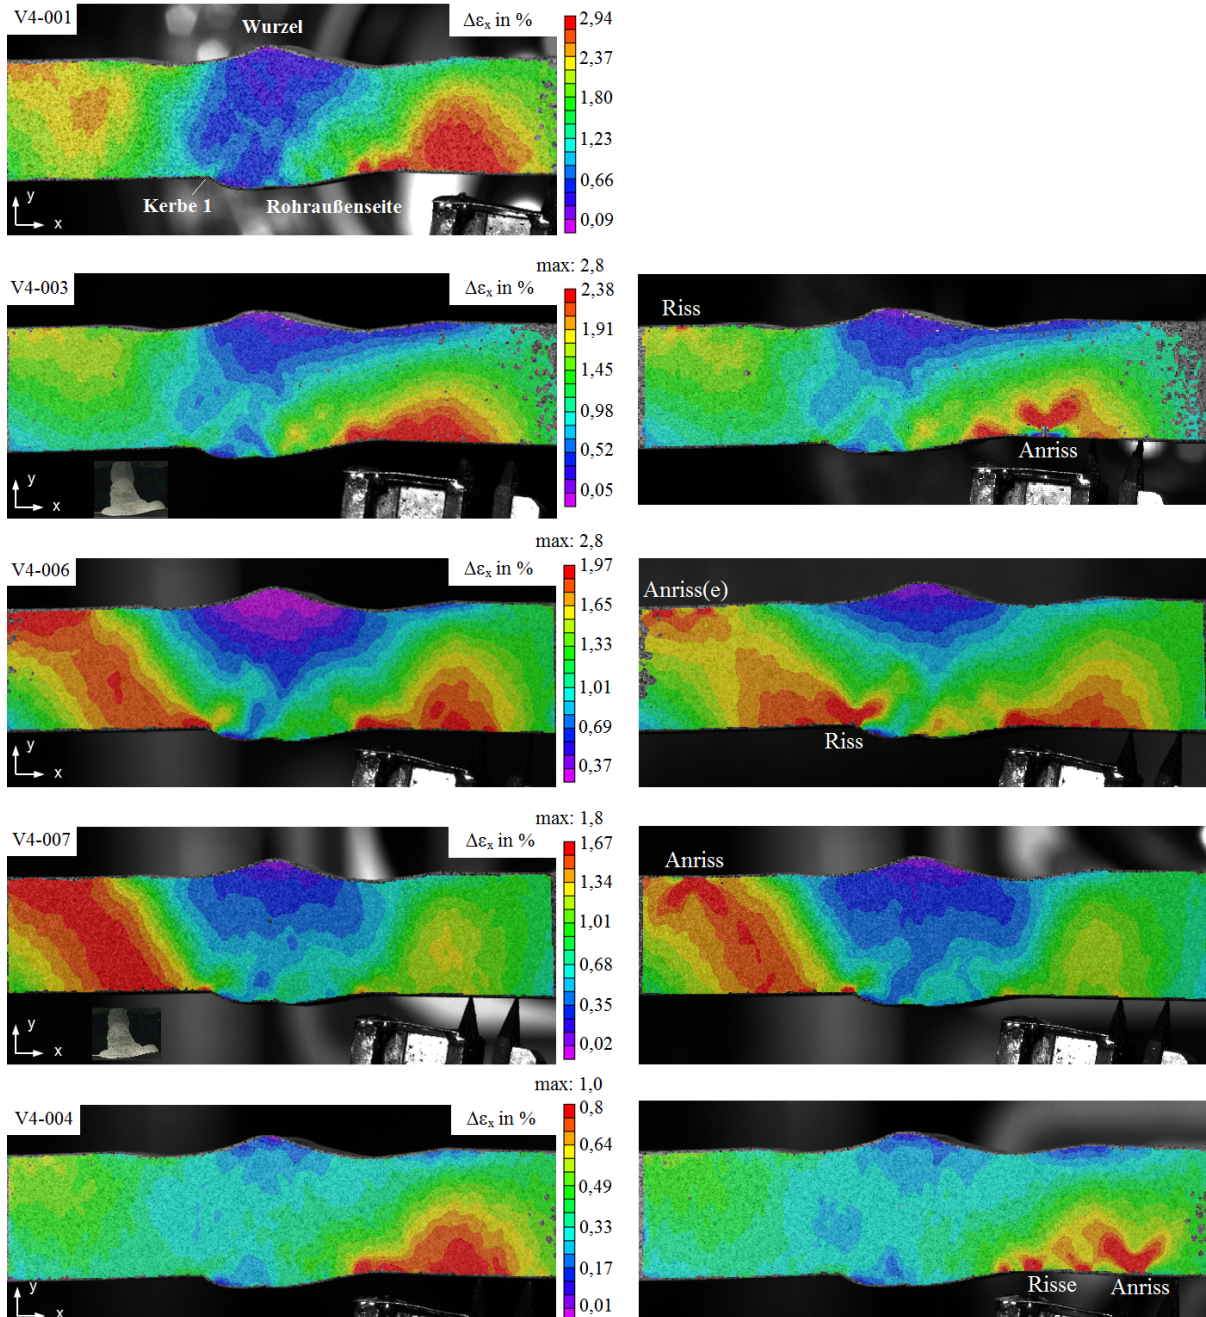 V4-001
Wurzel
Δεx in %
2,94
2,37
1,80
1,23
0,66
0,09
Kerbe 1
Rohraußenseite
y
x
max: 2,8
V4-003
Δεx in %
2,38
1,91
1,45
0,98
0,52
0,05
y
x
Riss
Anriss
max: 2,8
V4-006
Δεx in %
1,97
1,65
1,33
1,01
0,69
0,37
y
x
Anriss(e)
Riss
max: 1,8
V4-007
Δεx in %
1,67
1,34
1,01
0,68
0,35
0,02
y
x
Anriss
max: 1,0
V4-004
Δεx in %
0,8
0,64
0,49
0,33
0,17
0,01
y
x
Risse
Anriss